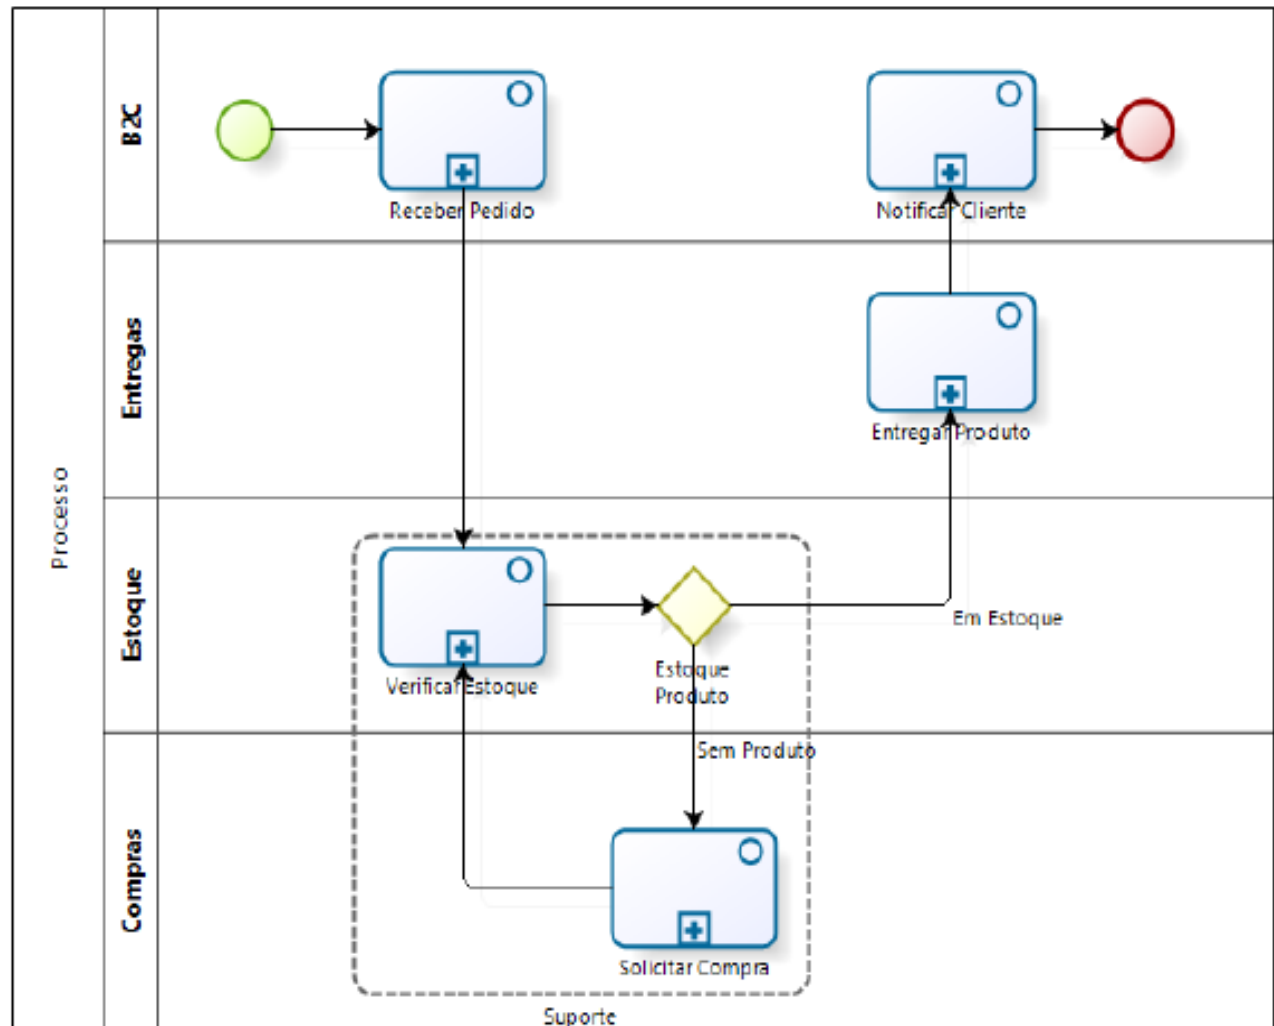 Processo
B2C
Receber Pedido
Notificar Cliente
Entregas
Entregar Produto
Estoque
Verificar Estoque
Estoque
Produto
Em Estoque
Sem Produto
Compras
Solicitar Compra
Suporte